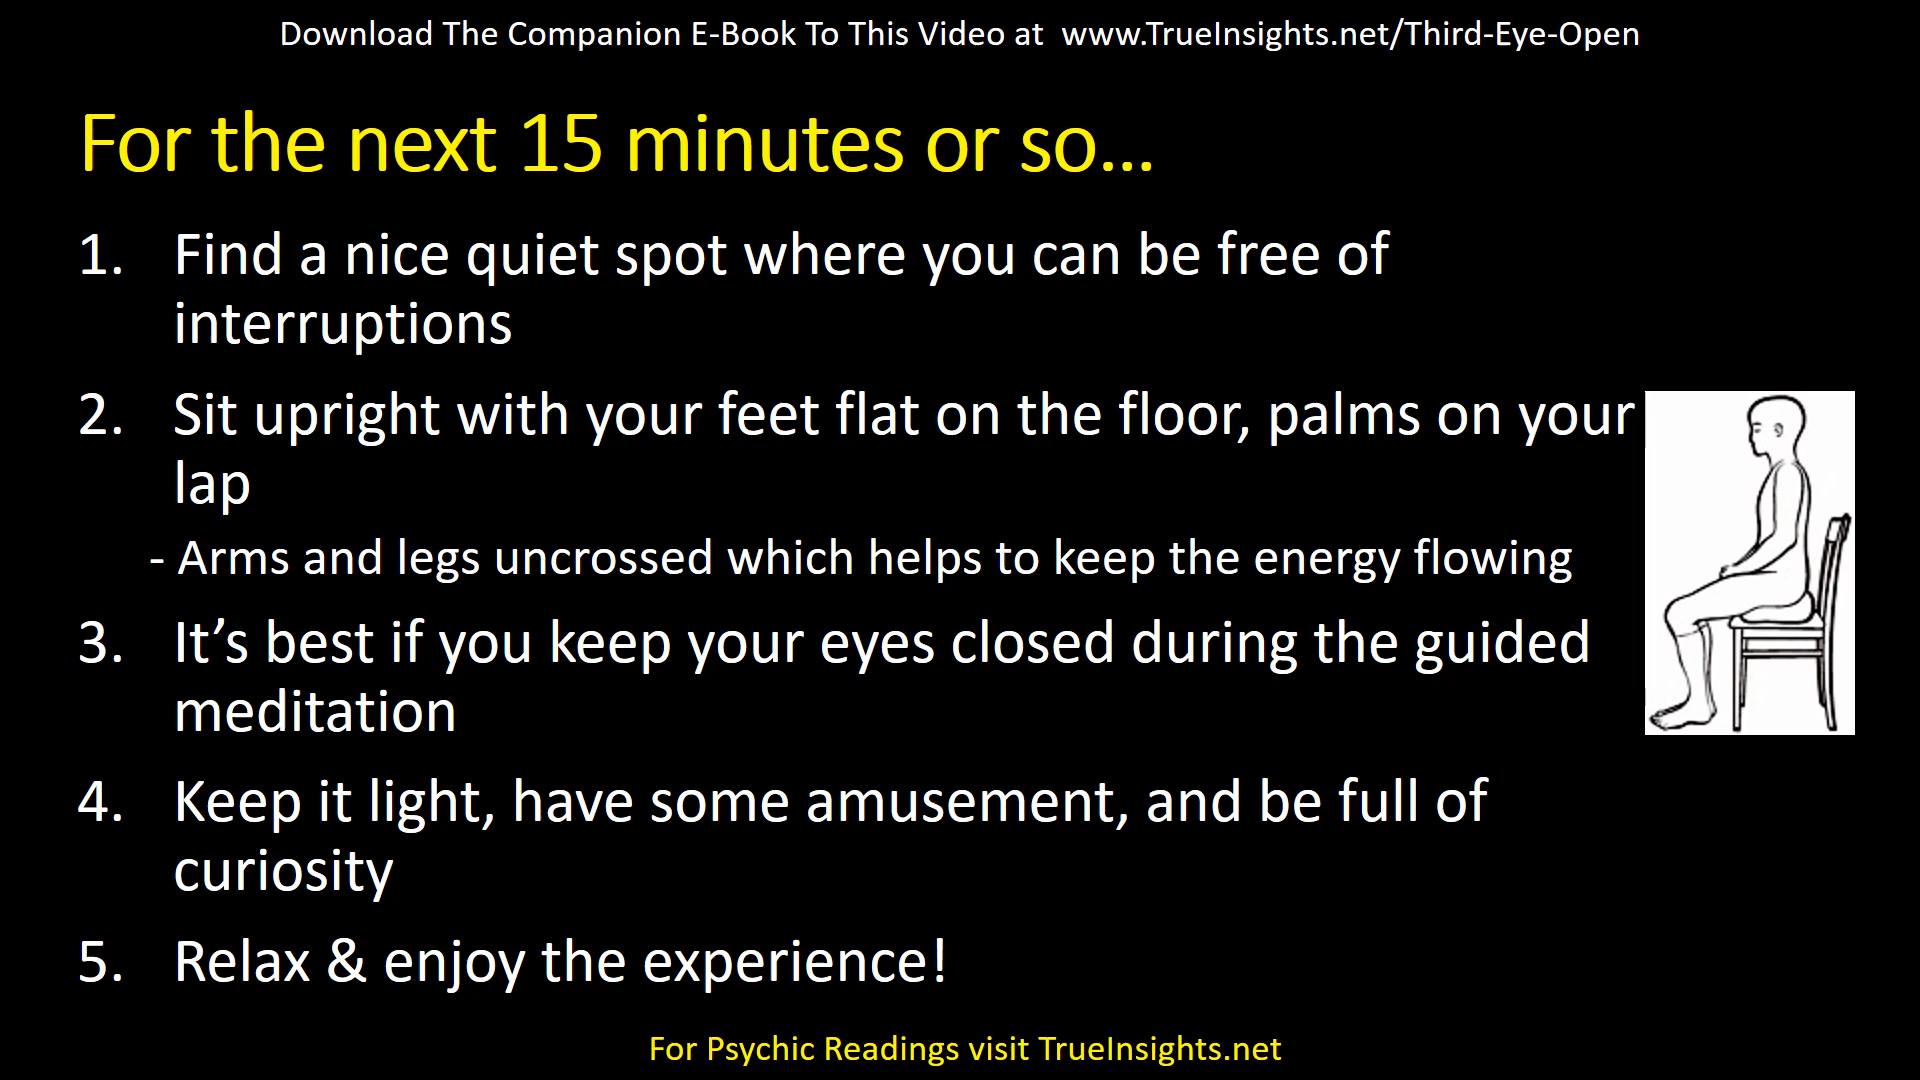 Download The Companion E-Book To This Video at  www.TrueInsights.net/Third-Eye-Open
For the next 15 minutes or so...
1. Find a nice quiet spot where you can be free of
interruptions
2. Sit upright with your feet flat on the floor, palms on your
lap
- Arms and legs uncrossed which helps to keep the energy flowing
3. It’s best if you keep your eyes closed during the guided
meditation
4. Keep it light, have some amusement, and be full of
curiosity
5. Relax & enjoy the experience!
For Psychic Readings visit TrueInsights.net